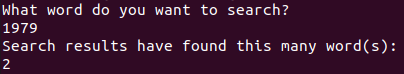 What word do you want to search?
1979
Search results have found this many word(s):
2